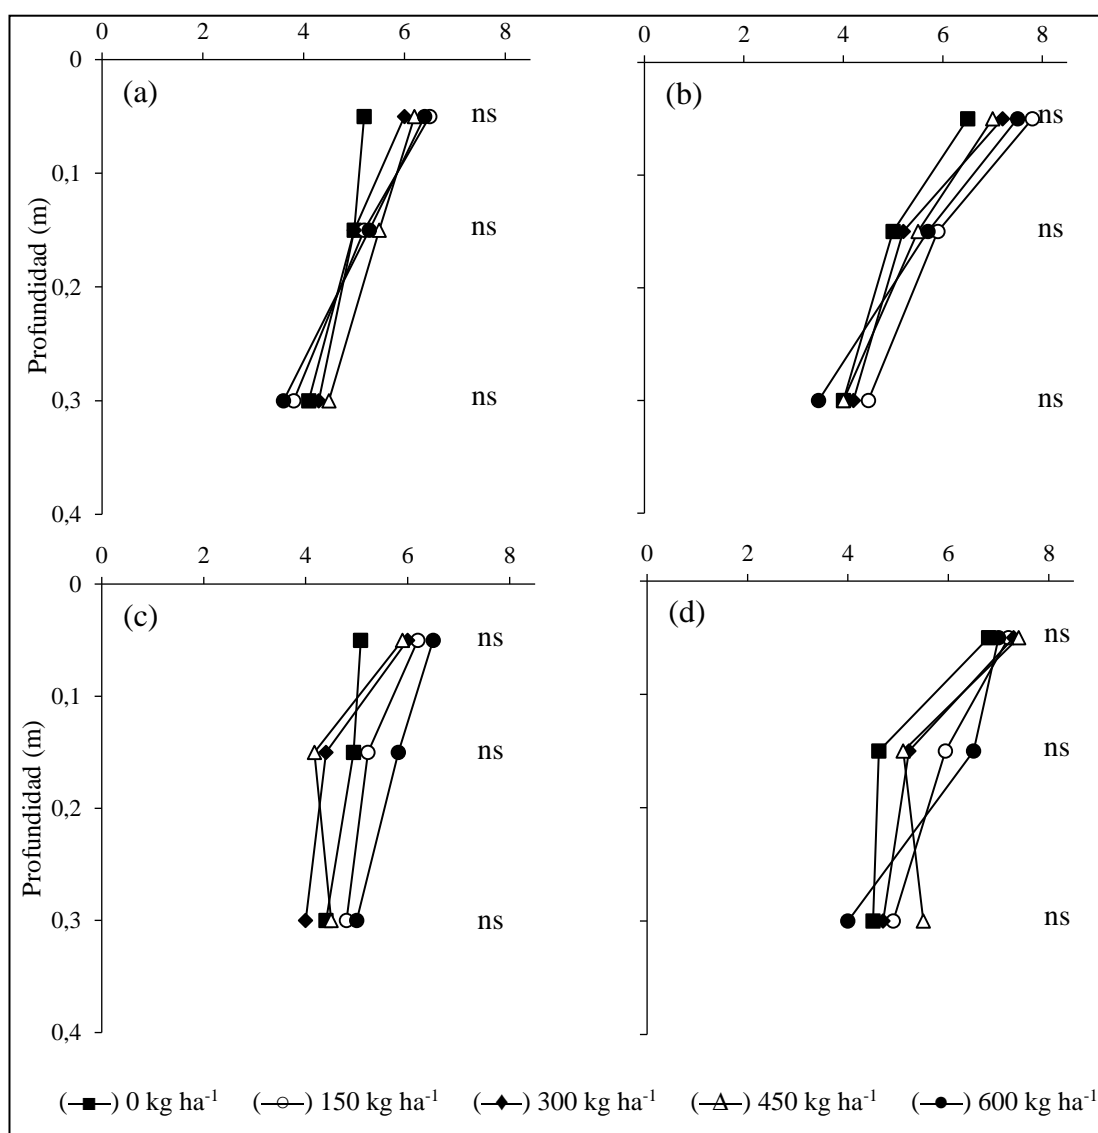 0 2 4 6 8
0 2 4 6 8
0
0,1
0,2
0,3
0,4
Profundidad (m)
(a)
ns
ns
ns
(b)
ns
ns
ns
0 2 4 6 8
0 2 4 6 8
0
0,1
0,2
0,3
0,4
Profundidad (m)
(c)
ns
ns
ns
(d)
ns
ns
ns
( ) 0 kg ha⁻¹ ( ) 150 kg ha⁻¹ ( ) 300 kg ha⁻¹ ( ) 450 kg ha⁻¹ ( ) 600 kg ha⁻¹